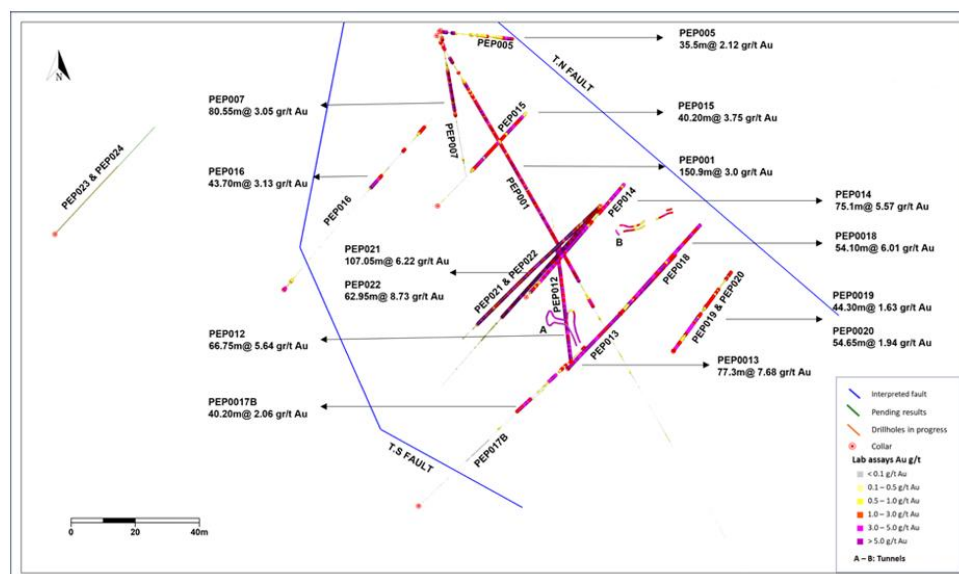 PEP005
35.5m@ 2.12 gr/t Au
PEP005
T.N FAULT
PEP007
80.55m@ 3.05 gr/t Au
PEP015
40.20m@ 3.75 gr/t Au
PEP015
PEP007
PEP023 & PEP024
PEP016
43.70m@ 3.13 gr/t Au
PEP016
PEP001
150.9m@ 3.0 gr/t Au
PEP001
PEP014
75.1m@ 5.57 gr/t Au
PEP014
PEP0018
54.10m@ 6.01 gr/t Au
B
PEP021
107.05m@ 6.22 gr/t Au
PEP022
62.95m@ 8.73 gr/t Au
PEP021 & PEP022
PEP012
PEP018
PEP019 & PEP020
PEP0019
44.30m@ 1.63 gr/t Au
PEP0020
54.65m@ 1.94 gr/t Au
PEP012
66.75m@ 5.64 gr/t Au
A
PEP013
PEP0013
77.3m@ 7.68 gr/t Au
PEP0017B
40.20m@ 2.06 gr/t Au
PEP017B
T.S FAULT
N
0 20 40m
Interpreted fault
Pending results
Drillholes in progress
Collar
Lab assays Au g/t
< 0.1 g/t Au
0.1 – 0.5 g/t Au
0.5 – 1.0 g/t Au
1.0 – 3.0 g/t Au
3.0 – 5.0 g/t Au
> 5.0 g/t Au
A – B: Tunnels